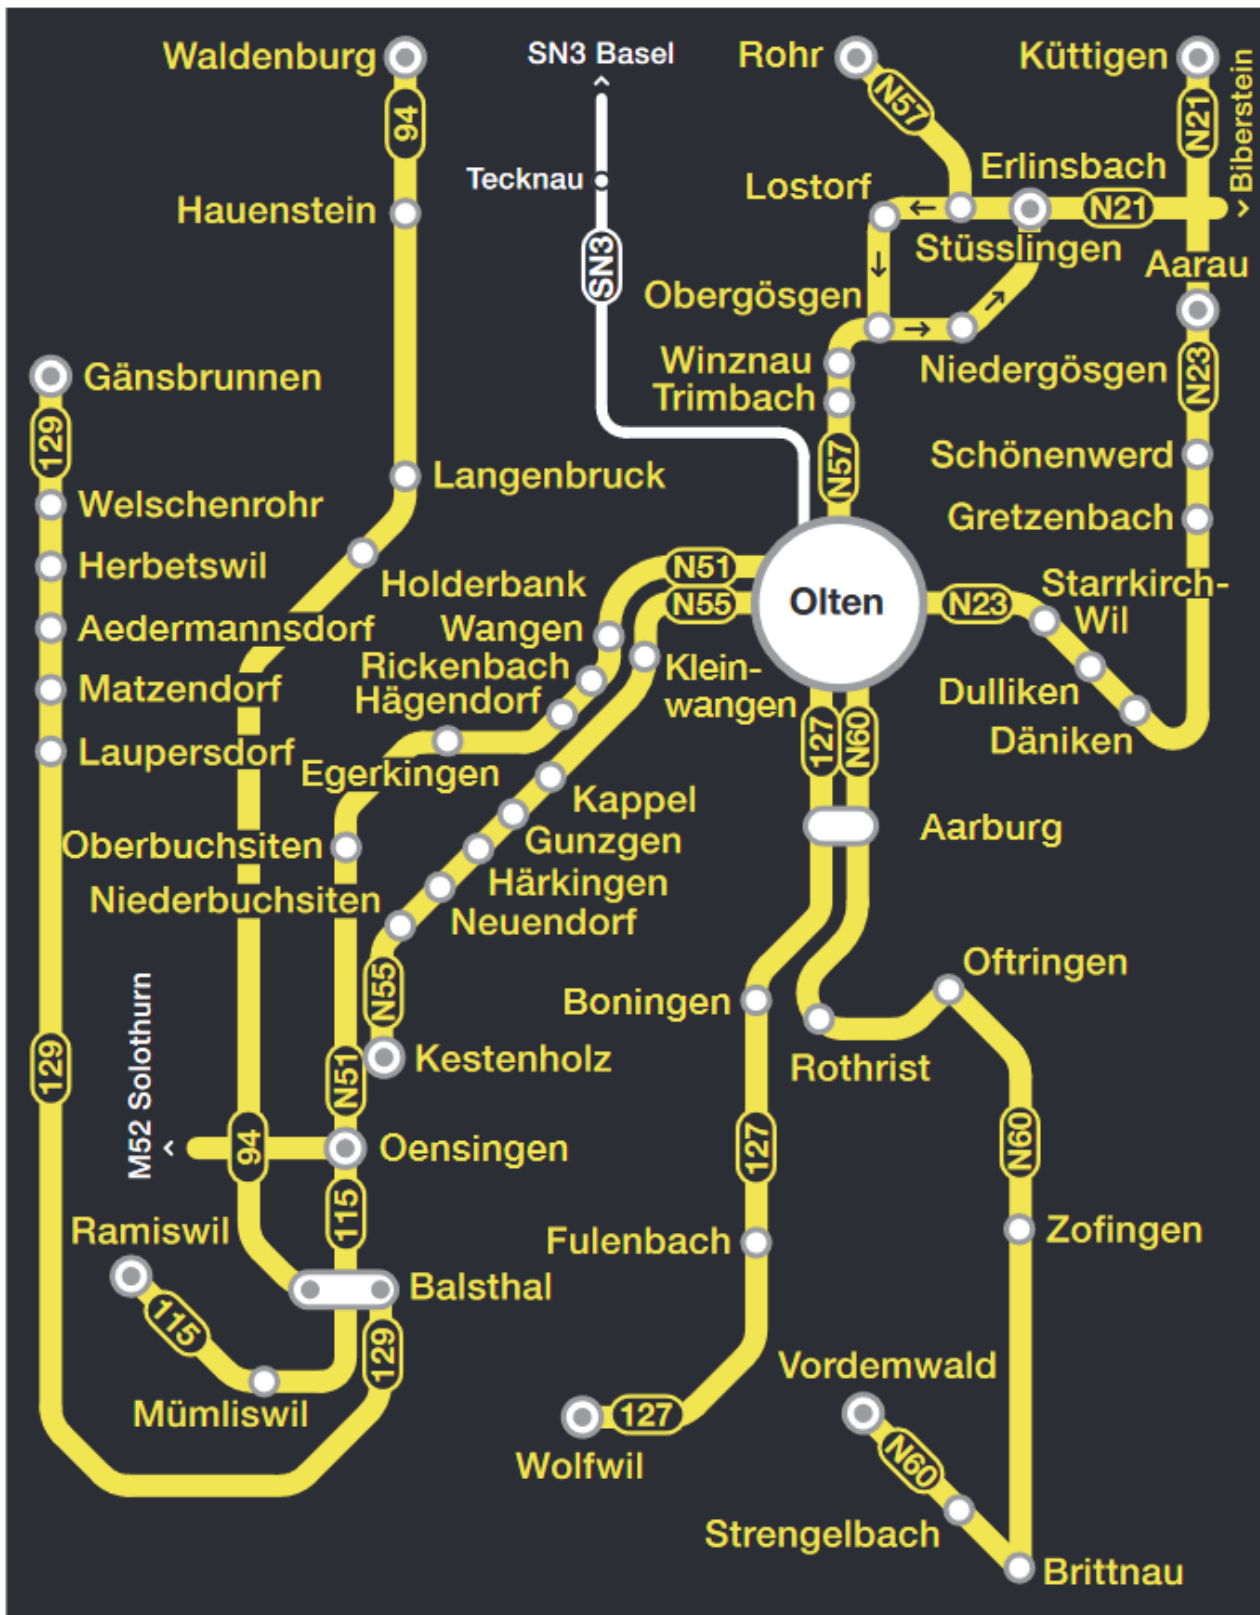 Waldenburg
SN3 Basel
Rohr
Küttigen
94
N57
N21
Biberstein
Tecknau
Erlinsbach
Lostorf
Hauenstein
N21
SN3
Stüsslingen
Aarau
Obergösgen
Winznau
Niedergösgen
N23
Gänsbrunnen
Trimbach
129
N57
Schönenwerd
Langenbruck
Welschenrohr
Gretzenbach
Herbetswil
Holderbank
N51
N55
Olten
N23
Starrkirch-
Wil
Aedermannsdorf
Wangen
Rickenbach
Klein-
wangen
Matzendorf
Hägendorf
Dulliken
Däniken
Laupersdorf
127
N60
Egerkingen
Kappel
Aarburg
Oberbuchsiten
Gunzgen
Härkingen
Niederbuchsiten
Neuendorf
Oftringen
N55
Boningen
M52 Solothurn
129
N51
Kestenholz
Rothrist
94
Oensingen
127
N60
115
Ramiswil
Fulenbach
Zofingen
Balsthal
115
129
Vordemwald
Mümliswil
127
Wolfwil
N60
Strengelbach
Brittnau